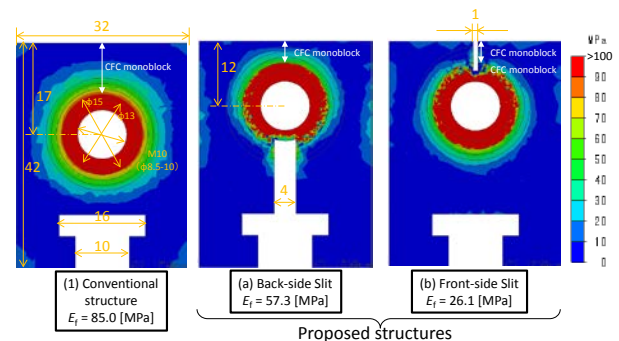 32
17
42
CFC monoblock
φ15
φ13
M10
(φ8.5-10)
16
10
12
CFC monoblock
4
1
CFC monoblock
CFC monoblock
MPa
>100
90
80
70
60
50
40
30
20
10
0
(1) Conventional
structure
Ef = 85.0 [MPa]
(a) Back-side Slit
Ef = 57.3 [MPa]
(b) Front-side Slit
Ef = 26.1 [MPa]
Proposed structures